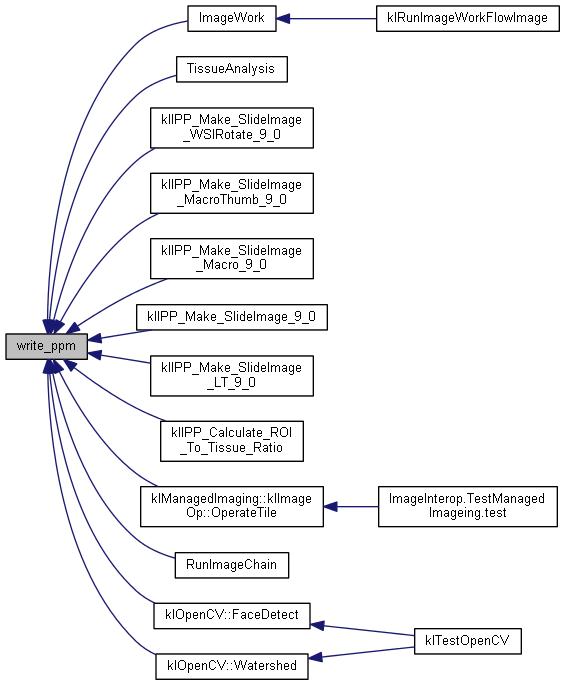 ImageWork
klRunImageWorkFlowImage
TissueAnalysis
klIPP_Make_SlideImage
_WSIRotate_9_0
klIPP_Make_SlideImage
_MacroThumb_9_0
klIPP_Make_SlideImage
_Macro_9_0
klIPP_Make_SlideImage_9_0
write_ppm
klIPP_Make_SlideImage
_LT_9_0
klIPP_Calculate_ROI
_To_Tissue_Ratio
klManagedImaging::klImage
Op::OperateTile
ImageInterop.TestManaged
Imageing.test
RunImageChain
klOpenCV::FaceDetect
klTestOpenCV
klOpenCV::Watershed